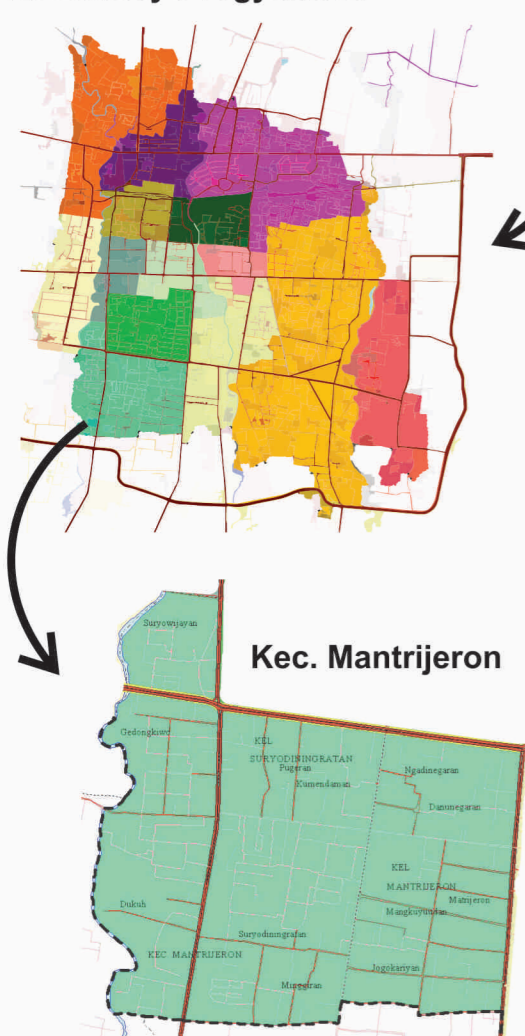 Kec. Mantrijeron
Suryowijayan
Gedongkiwo
KEL
SURYODININGRATAN
Pugeran
Kumendaman
Ngadinegaran
Danunegaran
KEL
MANTRIJERON
Matrijeron
Mangkuyudan
Dukuh
Suryodiningratan
KEC MANTRIJERON
Jogokariyan
Minggiran